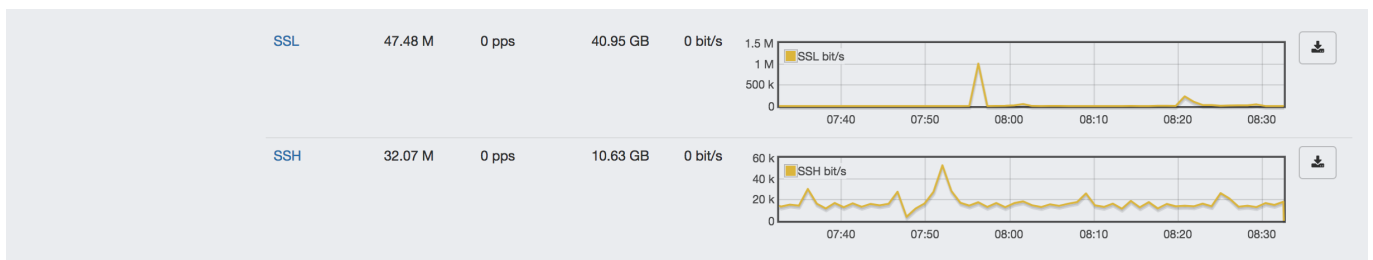 SSL 47.48 M 0 pps 40.95 GB 0 bit/s
1.5 M
SSL bit/s
1 M
500 k
0
07:40 07:50 08:00 08:10 08:20 08:30
SSH 32.07 M 0 pps 10.63 GB 0 bit/s
60 k
SSH bit/s
40 k
20 k
0
07:40 07:50 08:00 08:10 08:20 08:30